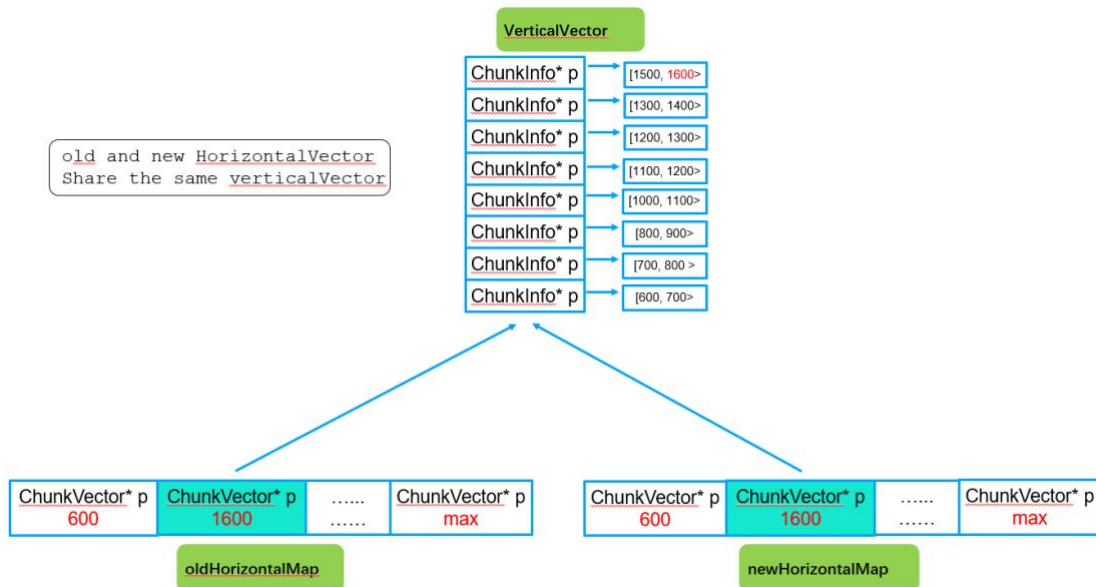 VerticalVector
ChunkInfo* p [1500, 1600>
ChunkInfo* p [1300, 1400>
ChunkInfo* p [1200, 1300>
ChunkInfo* p [1100, 1200>
ChunkInfo* p [1000, 1100>
ChunkInfo* p [800, 900>
ChunkInfo* p [700, 800 >
ChunkInfo* p [600, 700>
old and new HorizontalVector
Share the same verticalVector
ChunkVector* p ChunkVector* p ...... ChunkVector* p
600 1600 ...... max
oldHorizontalMap
ChunkVector* p ChunkVector* p ...... ChunkVector* p
600 1600 ...... max
newHorizontalMap